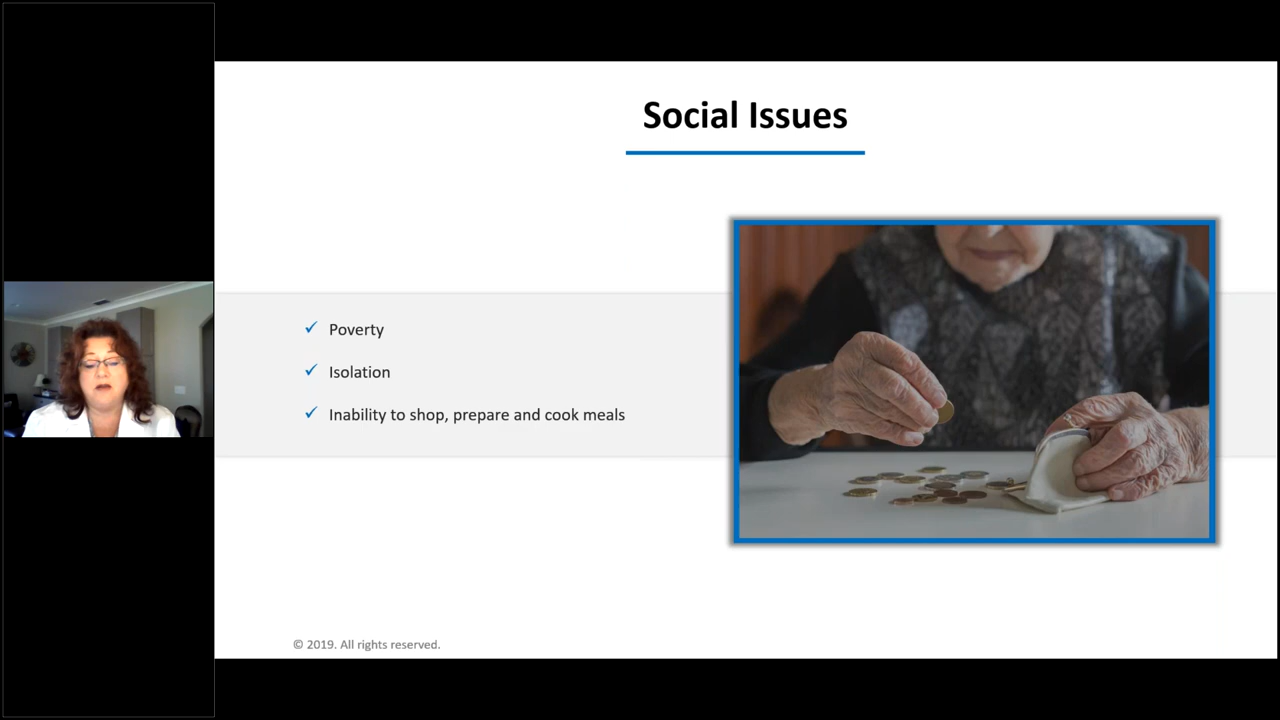 Social Issues
Poverty
Isolation
Inability to shop, prepare and cook meals
© 2019. All rights reserved.